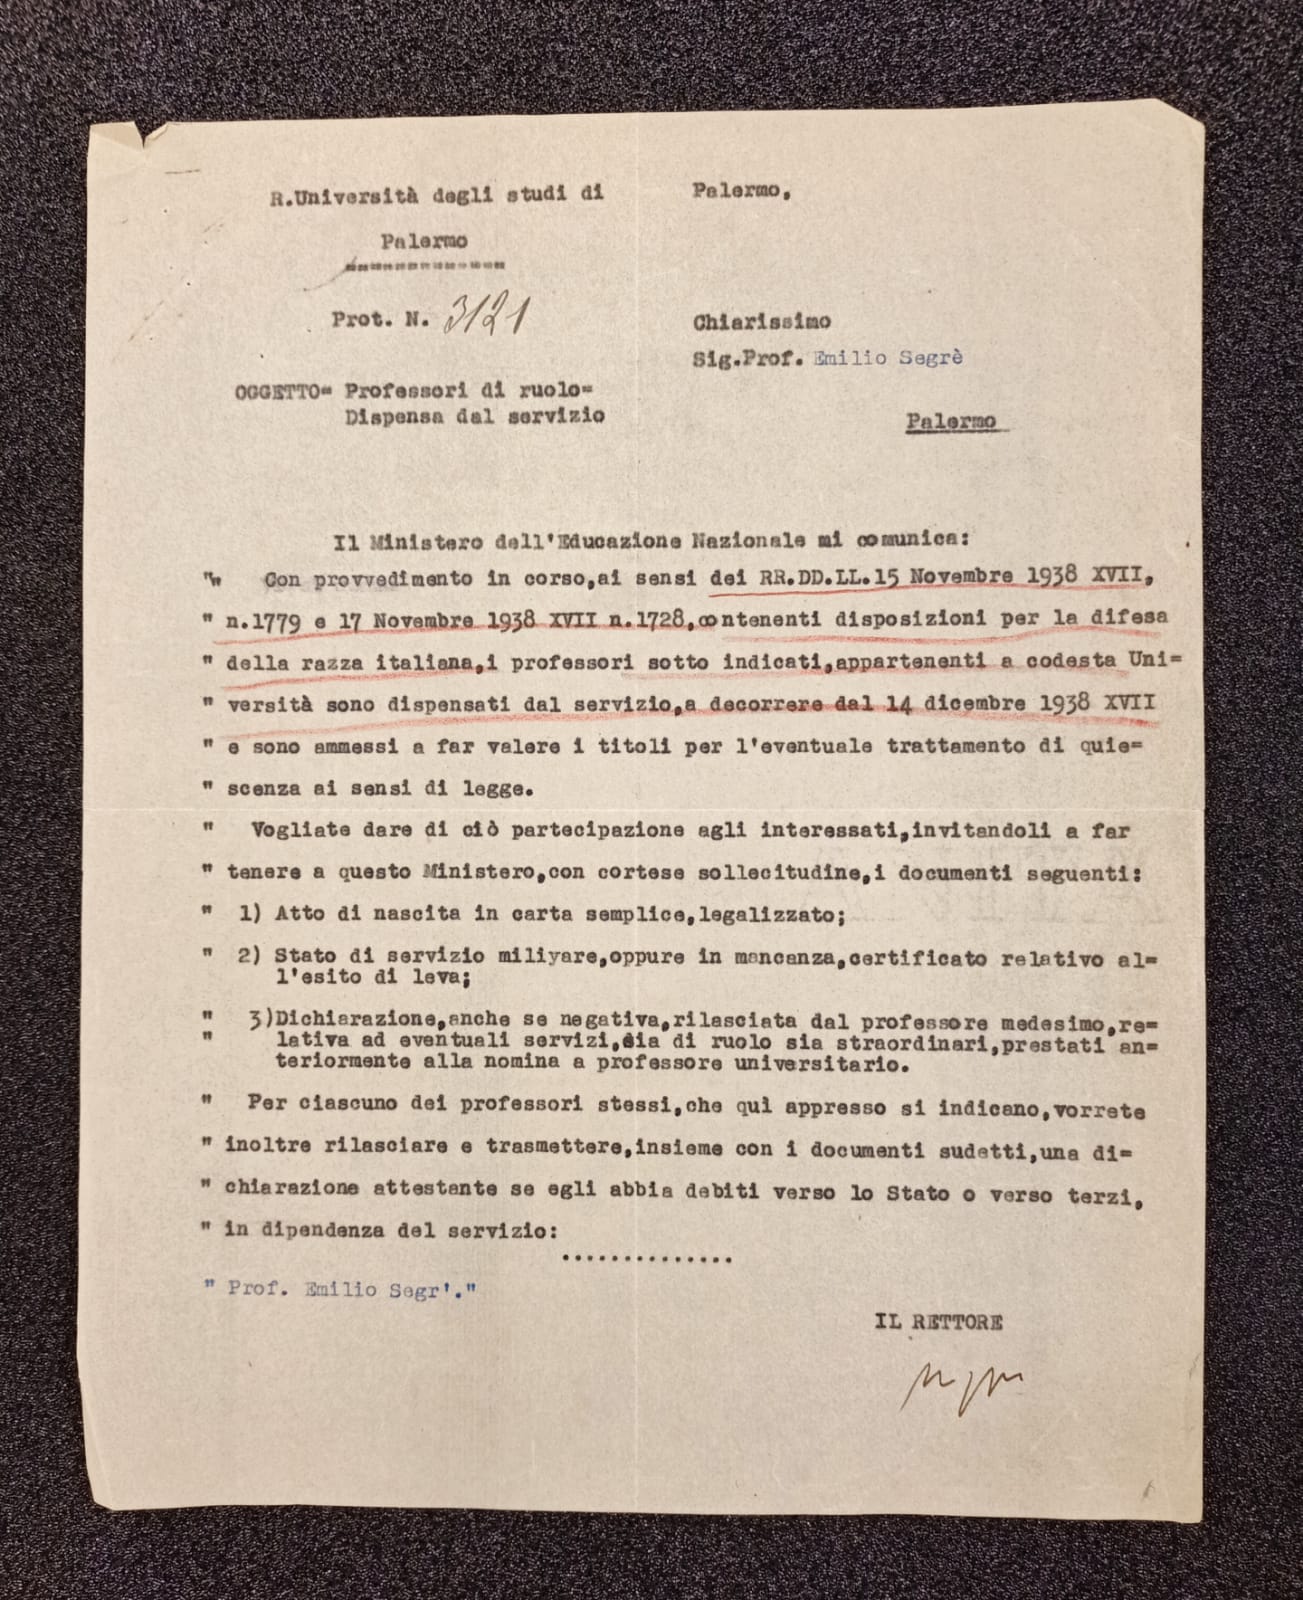 R.Università degli studi di
Palermo
=============
Palermo,
Prot. N. 3121
Chiarissimo
Sig.Prof. Emilio Segrè
Palermo
OGGETTO= Professori di ruolo=
Dispensa dal servizio
Il Ministero dell'Educazione Nazionale mi comunica:
"" Con provvedimento in corso,ai sensi dei RR.DD.LL.15 Novembre 1938 XVII,
" n.1779 e 17 Novembre 1938 XVII n.1728,contenenti disposizioni per la difesa
" della razza italiana,i professori sotto indicati,appartenenti a codesta Uni=
" versità sono dispensati dal servizio,a decorrere dal 14 dicembre 1938 XVII
" e sono ammessi a far valere i titoli per l'eventuale trattamento di quie=
" scenza ai sensi di legge.
" Vogliate dare di ciò partecipazione agli interessati,invitandoli a far
" tenere a questo Ministero,con cortese sollecitudine,i documenti seguenti:
" 1) Atto di nascita in carta semplice,legalizzato;
" 2) Stato di servizio miliyare,oppure in mancanza,certificato relativo al=
l'esito di leva;
" 3)Dichiarazione,anche se negativa,rilasciata dal professore medesimo,re=
" lativa ad eventuali servizi,sia di ruolo sia straordinari,prestati an=
teriormente alla nomina a professore universitario.
" Per ciascuno dei professori stessi,che quì appresso si indicano,vorrete
" inoltre rilasciare e trasmettere,insieme con i documenti sudetti,una di=
" chiarazione attestante se egli abbia debiti verso lo Stato o verso terzi,
" in dipendenza del servizio:
..............
" Prof. Emilio Segr'."
IL RETTORE